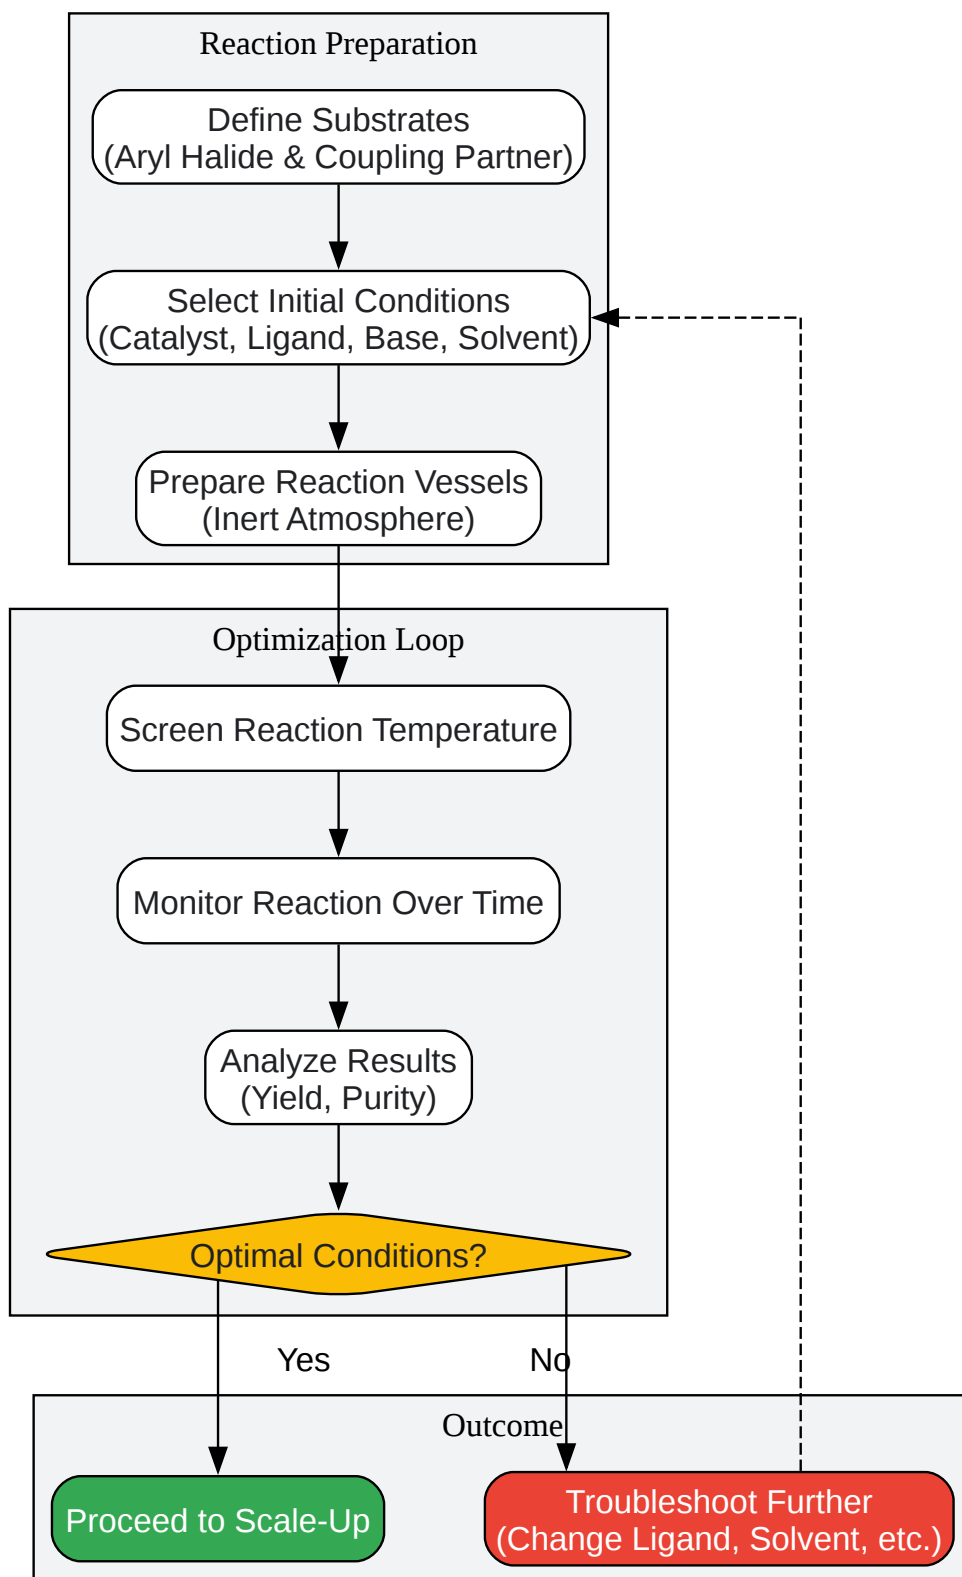 Reaction Preparation
Define Substrates
(Aryl Halide & Coupling Partner)
Select Initial Conditions
(Catalyst, Ligand, Base, Solvent)
Prepare Reaction Vessels
(Inert Atmosphere)
Optimization Loop
Screen Reaction Temperature
Monitor Reaction Over Time
Analyze Results
(Yield, Purity)
Optimal Conditions?
Yes
No
Outcome
Proceed to Scale-Up
Troubleshoot Further
(Change Ligand, Solvent, etc.)